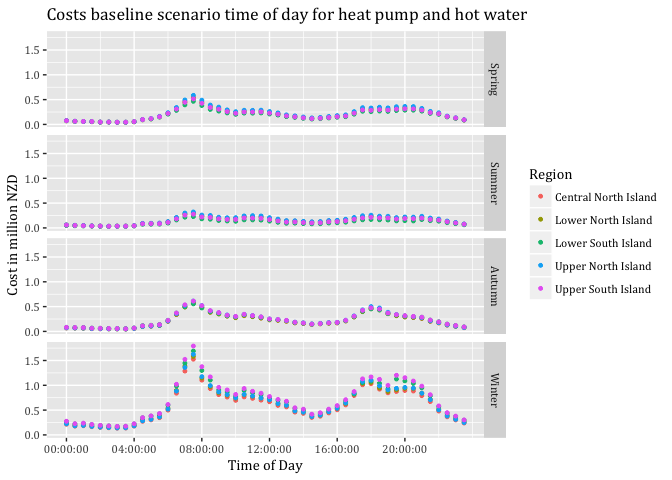 Costs baseline scenario time of day for heat pump and hot water
Cost in million NZD
1.5
1.0
0.5
0.0
Spring
1.5
1.0
0.5
0.0
Summer
1.5
1.0
0.5
0.0
Autumn
1.5
1.0
0.5
0.0
Winter
00:00:00 04:00:00 08:00:00 12:00:00 16:00:00 20:00:00
Time of Day
Region
Central North Island
Lower North Island
Lower South Island
Upper North Island
Upper South Island